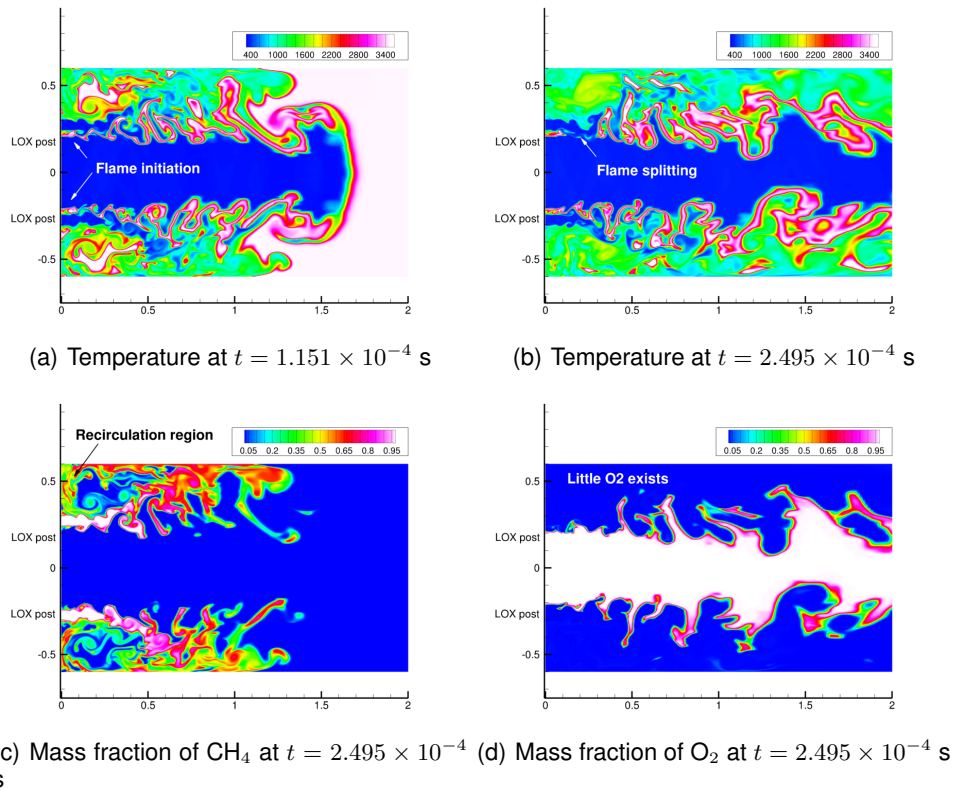 400 1000 1600 2200 2800 3400
0.5
LOX post
Flame initiation
0
LOX post
-0.5
0 0.5 1 1.5 2
(a) Temperature at t = 1.151 × 10⁻⁴ s
400 1000 1600 2200 2800 3400
0.5
LOX post
Flame splitting
0
LOX post
-0.5
0 0.5 1 1.5 2
(b) Temperature at t = 2.495 × 10⁻⁴ s
Recirculation region
0.05 0.2 0.35 0.5 0.65 0.8 0.95
0.5
LOX post
0
LOX post
-0.5
0 0.5 1 1.5 2
c) Mass fraction of CH₄ at t = 2.495 × 10⁻⁴
s
0.05 0.2 0.35 0.5 0.65 0.8 0.95
Little O2 exists
0.5
LOX post
0
LOX post
-0.5
0 0.5 1 1.5 2
(d) Mass fraction of O₂ at t = 2.495 × 10⁻⁴ s